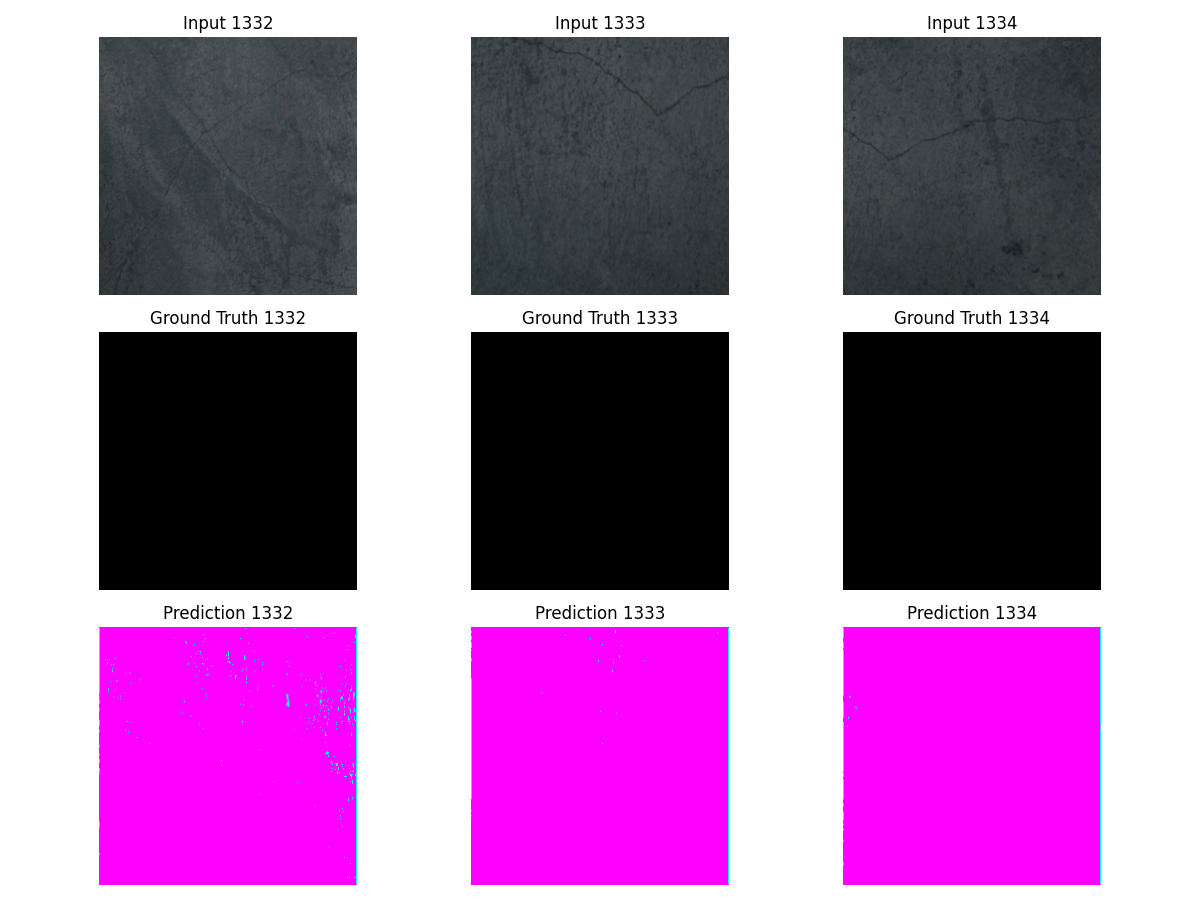 Input 1332
Input 1333
Input 1334
Ground Truth 1332
Ground Truth 1333
Ground Truth 1334
Prediction 1332
Prediction 1333
Prediction 1334